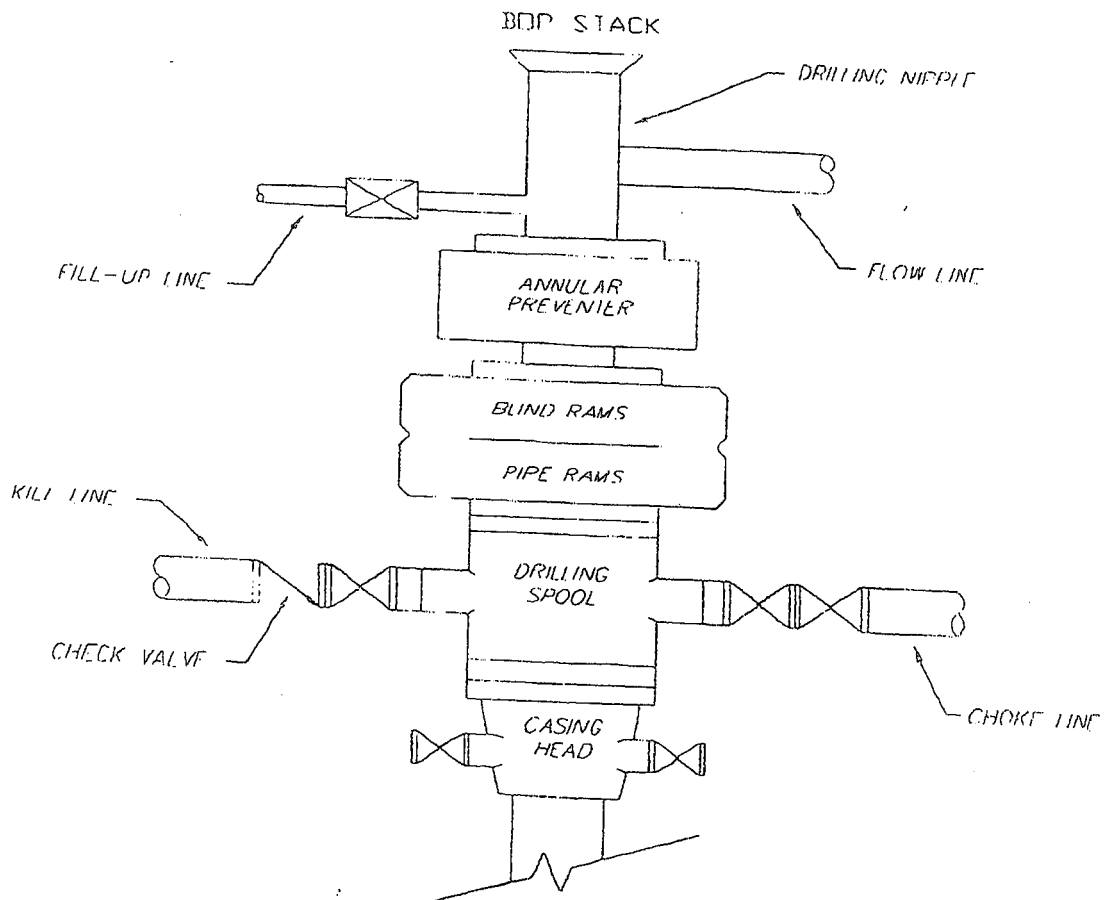 BOP STACK
DRILLING NIPPLE
FILL-UP LINE
FLOW LINE
ANNULAR
PREVENIER
BLIND RAMS
PIPE RAMS
KILL LINE
DRILLING
SPOOL
CHECK VALVE
CHOKE LINE
CASING
HEAD